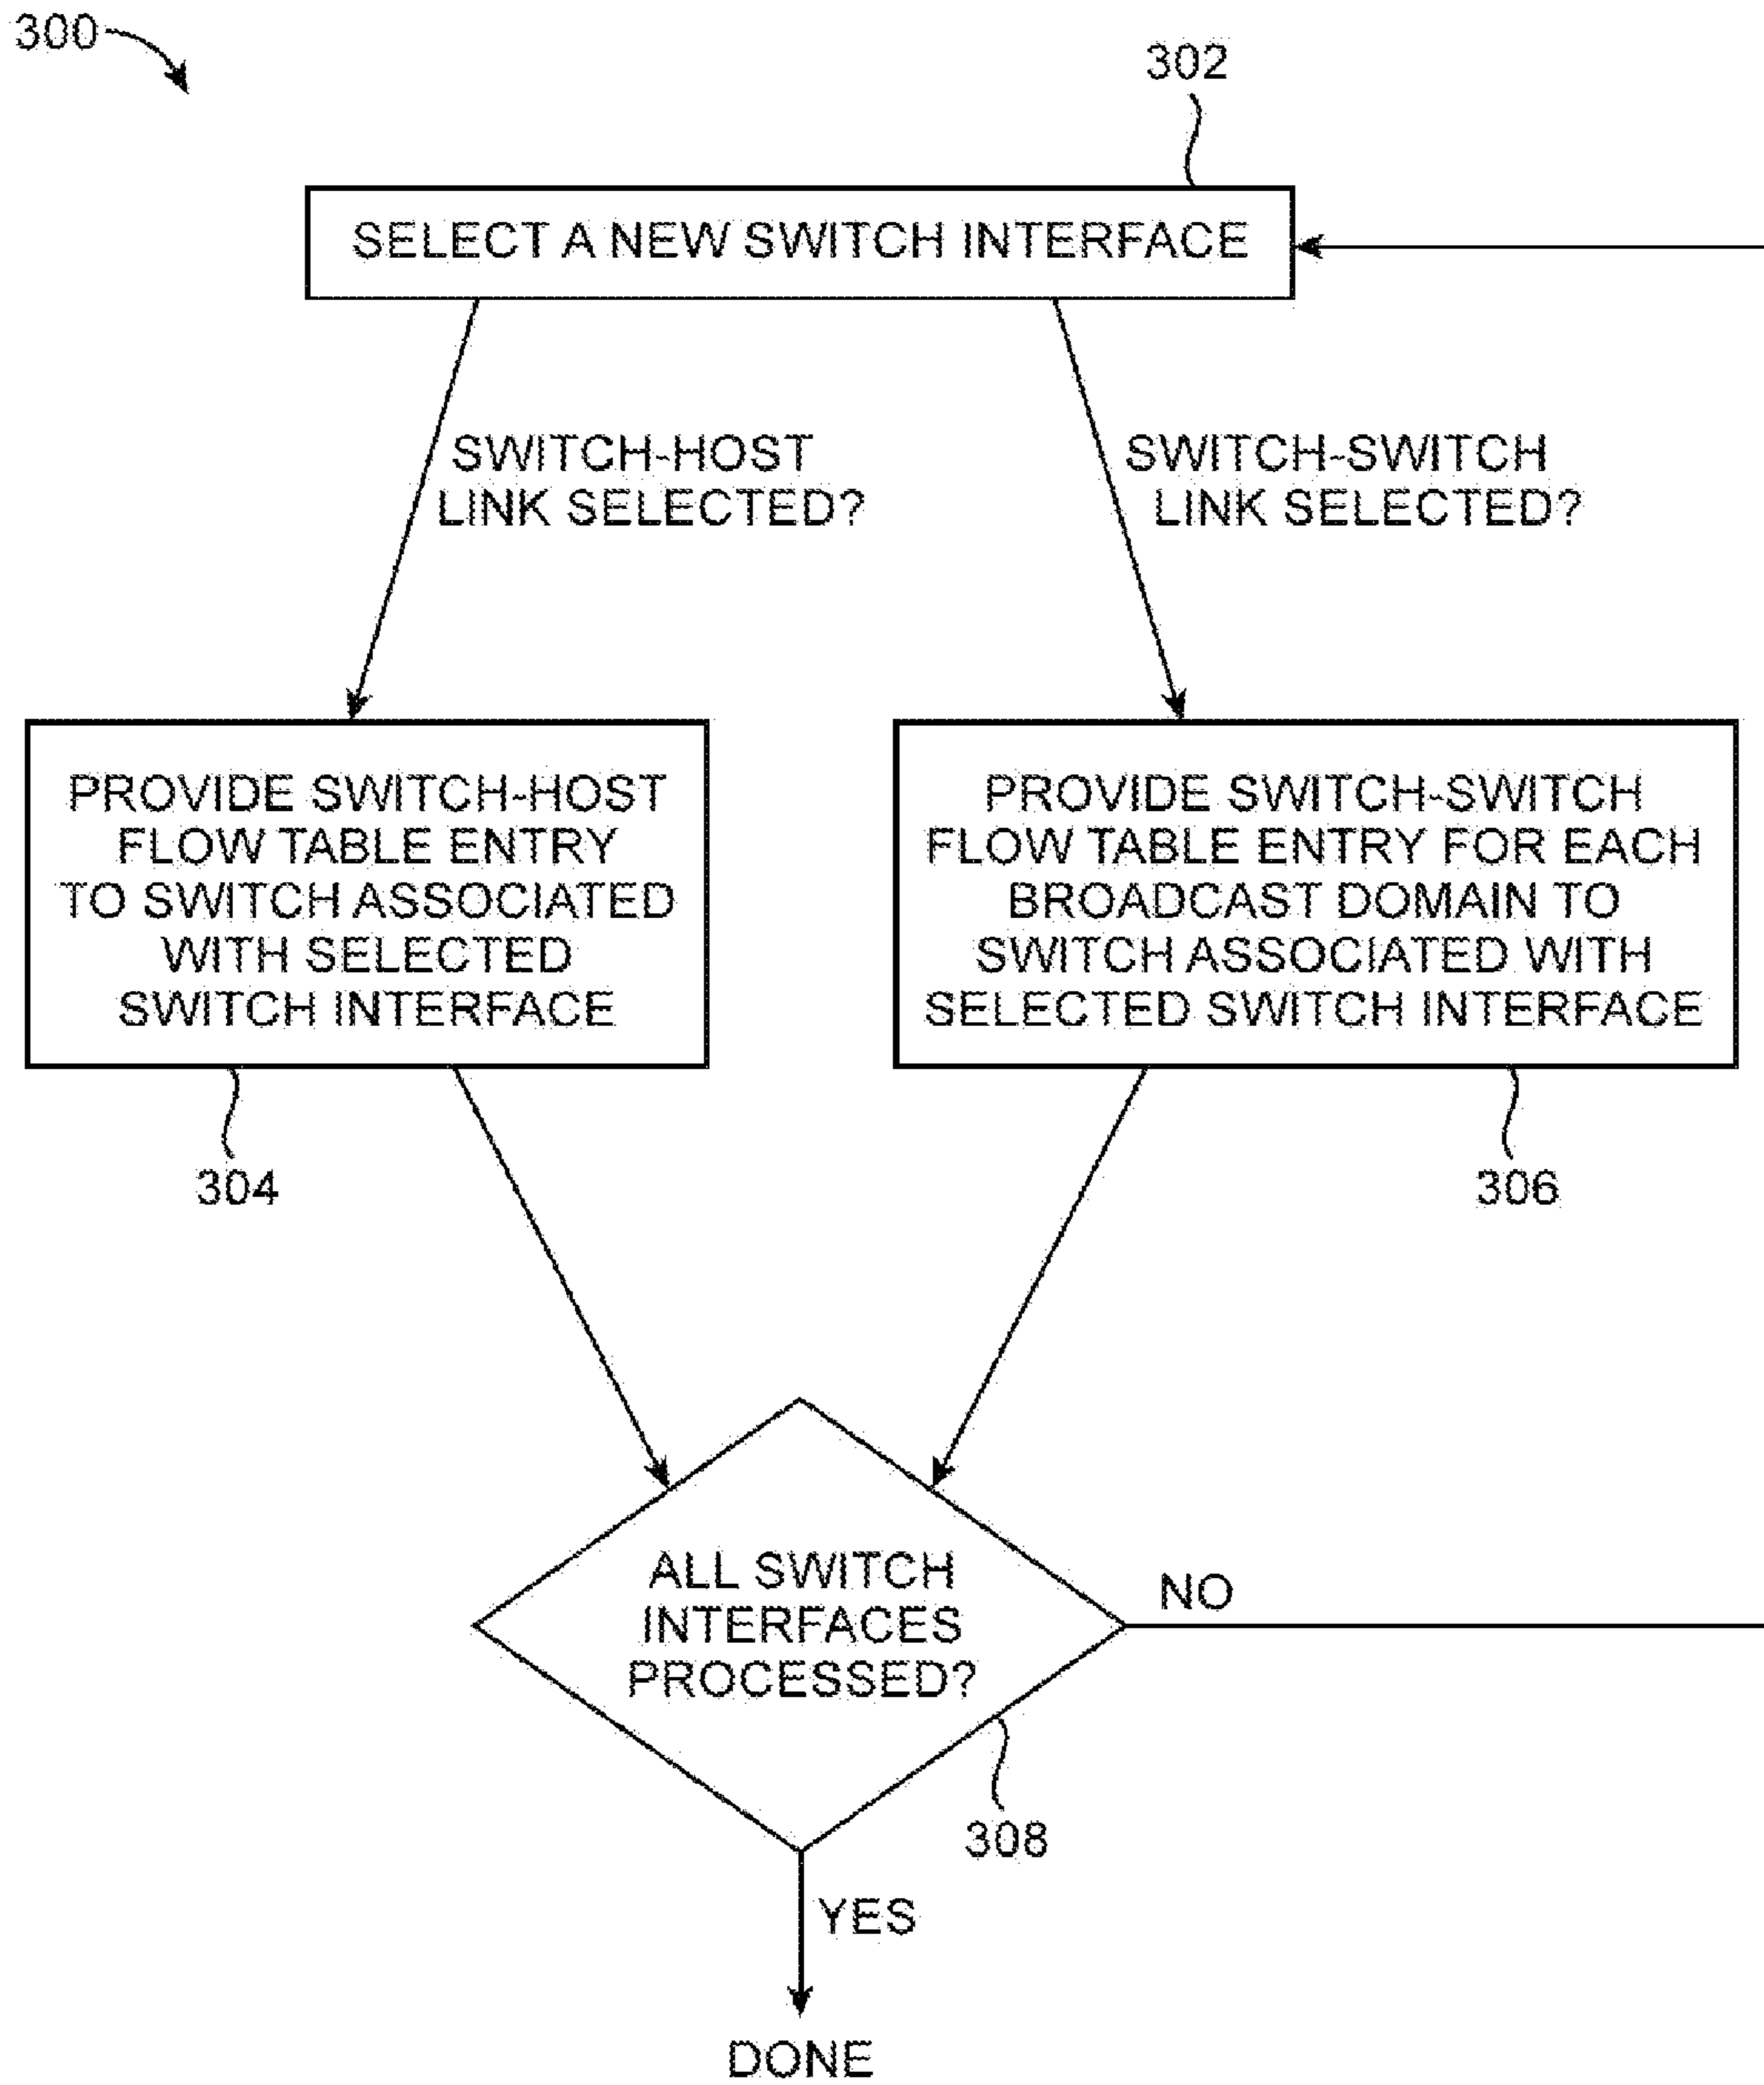 300
302
SELECT A NEW SWITCH INTERFACE
SWITCH-HOST
LINK SELECTED?
SWITCH-SWITCH
LINK SELECTED?
PROVIDE SWITCH-HOST
FLOW TABLE ENTRY
TO SWITCH ASSOCIATED
WITH SELECTED
SWITCH INTERFACE
304
PROVIDE SWITCH-SWITCH
FLOW TABLE ENTRY FOR EACH
BROADCAST DOMAIN TO
SWITCH ASSOCIATED WITH
SELECTED SWITCH INTERFACE
306
ALL SWITCH
INTERFACES
PROCESSED?
NO
308
YES
DONE